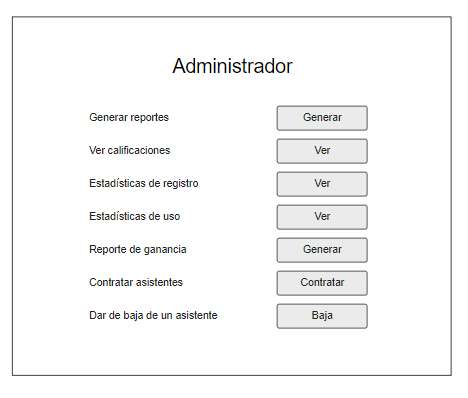 Administrador
Generar reportes Generar
Ver calificaciones Ver
Estadísticas de registro Ver
Estadísticas de uso Ver
Reporte de ganancia Generar
Contratar asistentes Contratar
Dar de baja de un asistente Baja